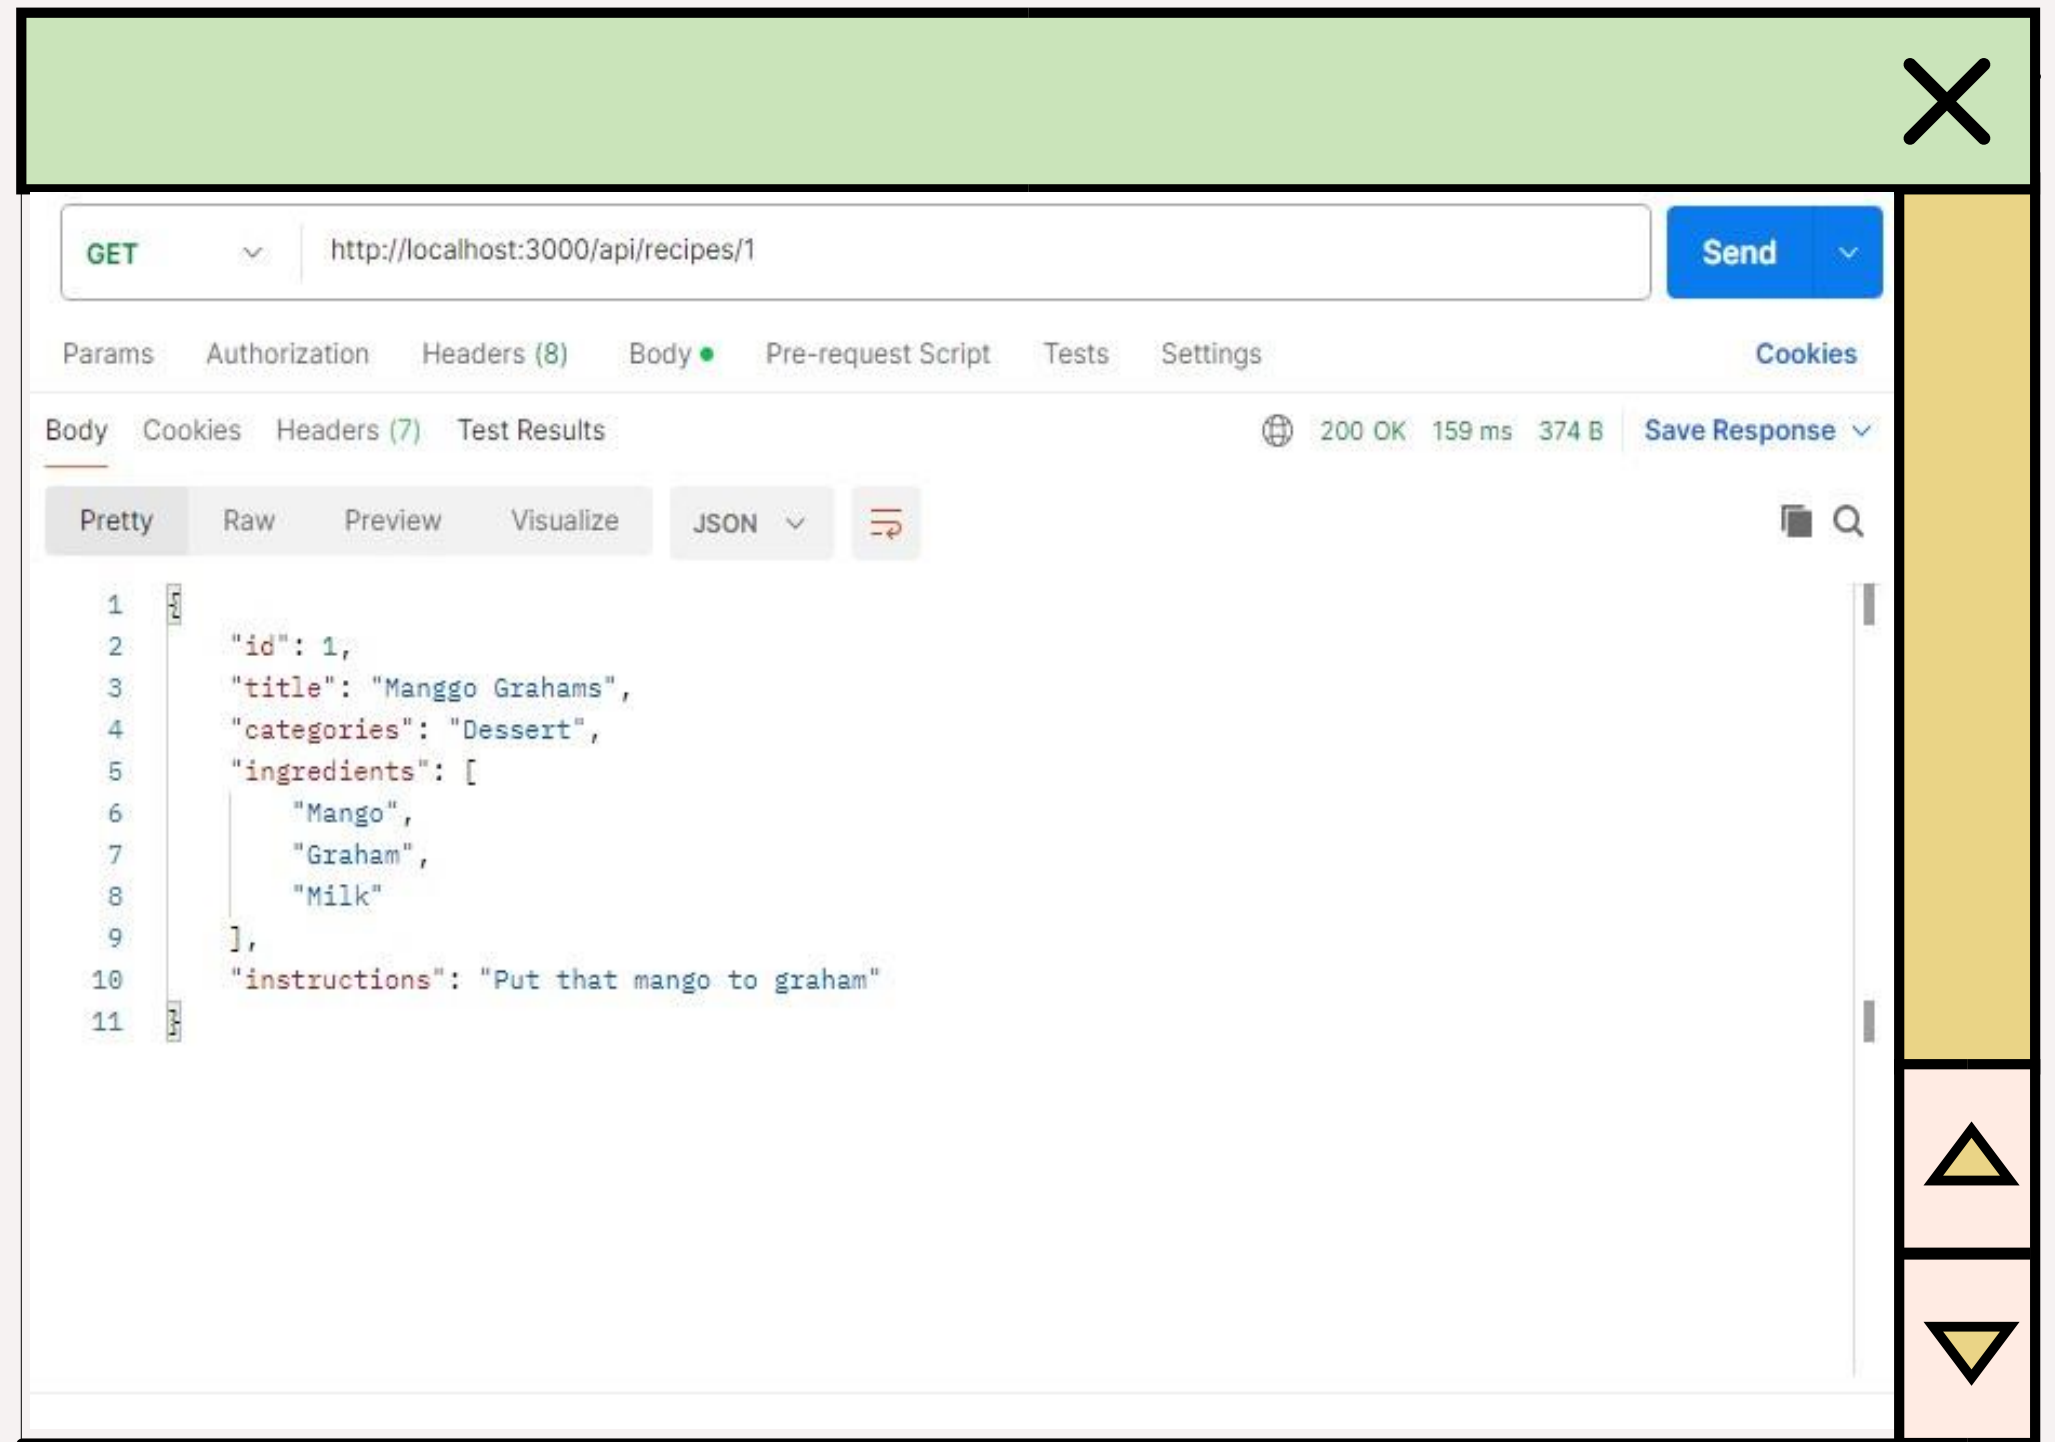 GET http://localhost:3000/api/recipes/1 Send
Params Authorization Headers (8) Body Pre-request Script Tests Settings Cookies
Body Cookies Headers (7) Test Results 200 OK 159 ms 374 B Save Response
Pretty Raw Preview Visualize JSON
1 {
2 "id": 1,
3 "title": "Manggo Grahams",
4 "categories": "Dessert",
5 "ingredients": [
6 "Mango",
7 "Graham",
8 "Milk"
9 ],
10 "instructions": "Put that mango to graham"
11 }